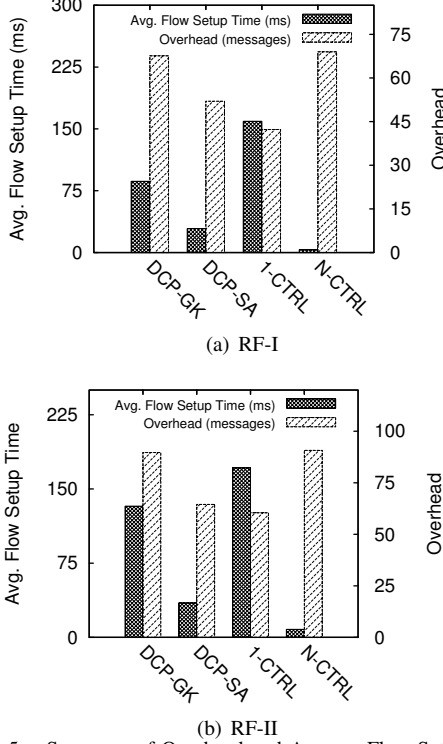 300
225
150
75
0
Avg. Flow Setup Time (ms)
Avg. Flow Setup Time (ms)
Overhead (messages)
75
60
45
30
15
0
Overhead
DCP-GK
DCP-SA
1-CTRL
N-CTRL
(a) RF-I
225
150
75
0
Avg. Flow Setup Time
Avg. Flow Setup Time (ms)
Overhead (messages)
100
75
50
25
0
Overhead
DCP-GK
DCP-SA
1-CTRL
N-CTRL
(b) RF-II